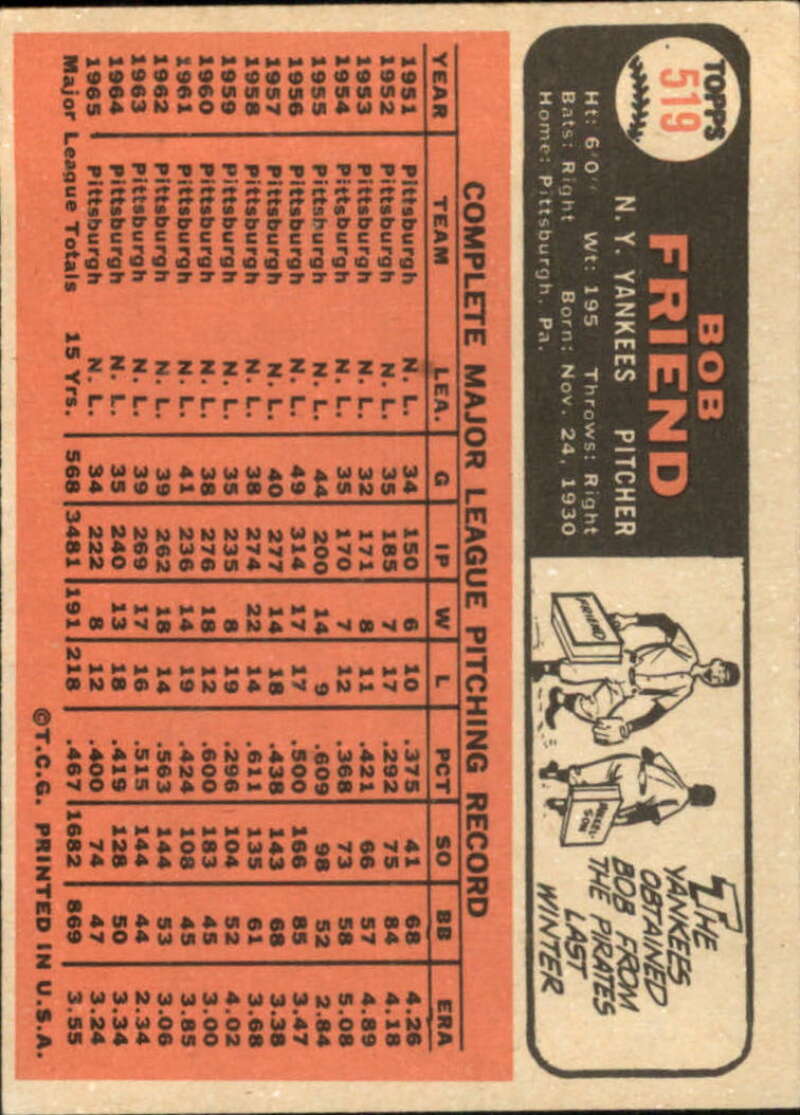 TOPPS
519
BOB
FRIEND
N. Y. YANKEES PITCHER
Ht: 6'0" Wt: 195 Throws: Right
Bats: Right Born: Nov. 24, 1930
Home: Pittsburgh, Pa.
FRIEND
THE
YANKEES
OBTAINED
BOB FROM
THE PIRATES
LAST
WINTER
COMPLETE MAJOR LEAGUE PITCHING RECORD
YEAR TEAM LEA. G IP W L PCT SO BB ERA
1951 Pittsburgh N. L. 34 150 6 10 .375 41 68 4.26
1952 Pittsburgh N. L. 35 185 7 17 .292 75 84 4.18
1953 Pittsburgh N. L. 32 171 8 11 .421 66 57 4.89
1954 Pittsburgh N. L. 35 170 7 12 .368 73 58 5.08
1955 Pittsburgh N. L. 44 200 14 9 .609 98 52 2.84
1956 Pittsburgh N. L. 49 314 17 17 .500 166 85 3.47
1957 Pittsburgh N. L. 40 277 14 18 .438 143 68 3.38
1958 Pittsburgh N. L. 38 274 22 14 .611 135 61 3.68
1959 Pittsburgh N. L. 35 235 8 19 .296 104 52 4.02
1960 Pittsburgh N. L. 38 276 18 12 .600 183 45 3.00
1961 Pittsburgh N. L. 41 236 14 19 .424 108 45 3.85
1962 Pittsburgh N. L. 39 262 18 14 .563 144 53 3.06
1963 Pittsburgh N. L. 39 269 17 16 .515 144 44 2.34
1964 Pittsburgh N. L. 35 240 13 18 .419 128 50 3.34
1965 Pittsburgh N. L. 34 222 8 12 .400 74 47 3.24
Major League Totals 15 Yrs. 568 3481 191 218 .467 1682 869 3.55
©T.C.G. PRINTED IN U.S.A.